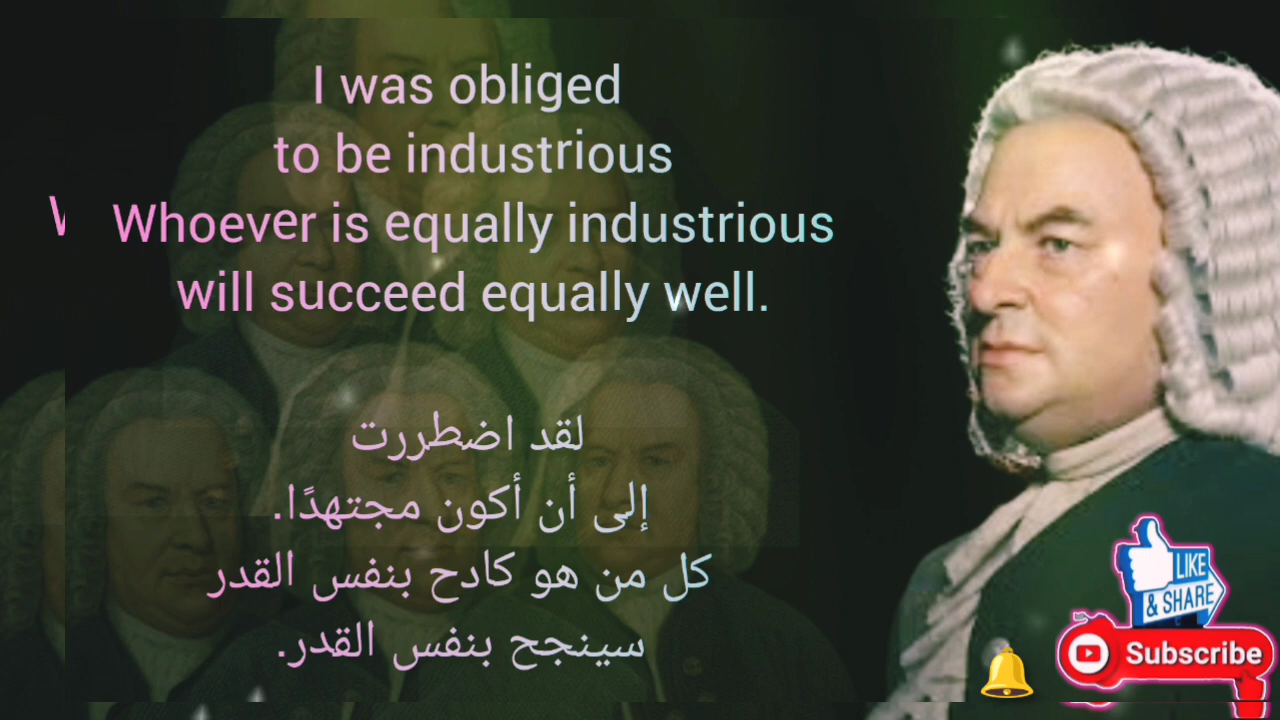 I was obliged
to be industrious
Whoever is equally industrious
will succeed equally well.
لقد اضطررت
إلى أن أكون مجتهدًا.
كل من هو كادح بنفس القدر
سينجح بنفس القدر.
LIKE
& SHARE
Subscribe